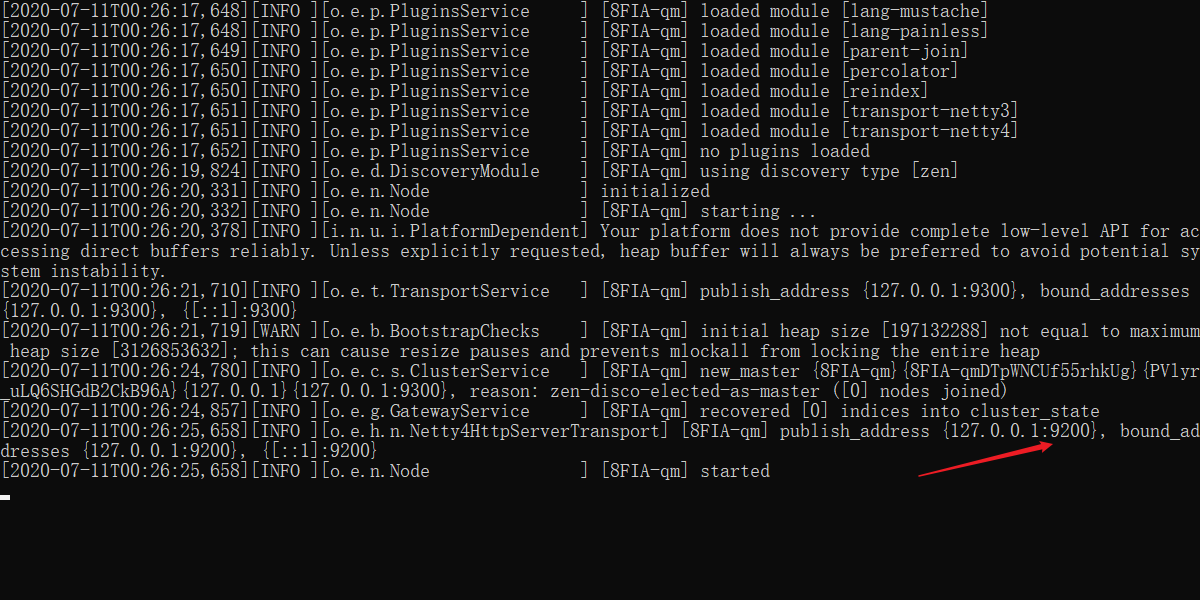 [2020-07-11T00:26:17,648][INFO ][o.e.p.PluginsService     ] [8FIA-qm] loaded module [lang-mustache]
[2020-07-11T00:26:17,648][INFO ][o.e.p.PluginsService     ] [8FIA-qm] loaded module [lang-painless]
[2020-07-11T00:26:17,649][INFO ][o.e.p.PluginsService     ] [8FIA-qm] loaded module [parent-join]
[2020-07-11T00:26:17,650][INFO ][o.e.p.PluginsService     ] [8FIA-qm] loaded module [percolator]
[2020-07-11T00:26:17,650][INFO ][o.e.p.PluginsService     ] [8FIA-qm] loaded module [reindex]
[2020-07-11T00:26:17,651][INFO ][o.e.p.PluginsService     ] [8FIA-qm] loaded module [transport-netty3]
[2020-07-11T00:26:17,651][INFO ][o.e.p.PluginsService     ] [8FIA-qm] loaded module [transport-netty4]
[2020-07-11T00:26:17,652][INFO ][o.e.p.PluginsService     ] [8FIA-qm] no plugins loaded
[2020-07-11T00:26:19,824][INFO ][o.e.d.DiscoveryModule    ] [8FIA-qm] using discovery type [zen]
[2020-07-11T00:26:20,331][INFO ][o.e.n.Node               ] initialized
[2020-07-11T00:26:20,332][INFO ][o.e.n.Node               ] [8FIA-qm] starting ...
[2020-07-11T00:26:20,378][INFO ][i.n.u.i.PlatformDependent] Your platform does not provide complete low-level API for ac
cessing direct buffers reliably. Unless explicitly requested, heap buffer will always be preferred to avoid potential sy
stem instability.
[2020-07-11T00:26:21,710][INFO ][o.e.t.TransportService   ] [8FIA-qm] publish_address {127.0.0.1:9300}, bound_addresses
{127.0.0.1:9300}, {[::1]:9300}
[2020-07-11T00:26:21,719][WARN ][o.e.b.BootstrapChecks    ] [8FIA-qm] initial heap size [197132288] not equal to maximum
 heap size [3126853632]; this can cause resize pauses and prevents mlockall from locking the entire heap
[2020-07-11T00:26:24,780][INFO ][o.e.c.s.ClusterService   ] [8FIA-qm] new_master {8FIA-qm}{8FIA-qmDTpWNCUf55rhkUg}{PVlyr
_uLQ6SHGdB2CkB96A}{127.0.0.1}{127.0.0.1:9300}, reason: zen-disco-elected-as-master ([0] nodes joined)
[2020-07-11T00:26:24,857][INFO ][o.e.g.GatewayService     ] [8FIA-qm] recovered [0] indices into cluster_state
[2020-07-11T00:26:25,658][INFO ][o.e.h.n.Netty4HttpServerTransport] [8FIA-qm] publish_address {127.0.0.1:9200}, bound_ad
dresses {127.0.0.1:9200}, {[::1]:9200}
[2020-07-11T00:26:25,658][INFO ][o.e.n.Node               ] [8FIA-qm] started